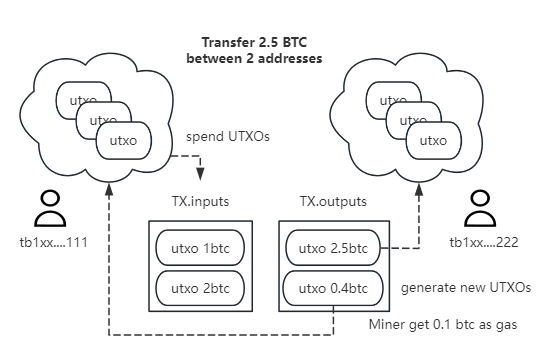 Transfer 2.5 BTC
between 2 addresses
utxo
utxo
utxo
utxo
utxo
utxo
spend UTXOs
TX.inputs
TX.outputs
tb1xx....111
tb1xx....222
utxo 1btc
utxo 2btc
utxo 2.5btc
utxo 0.4btc
generate new UTXOs
Miner get 0.1 btc as gas